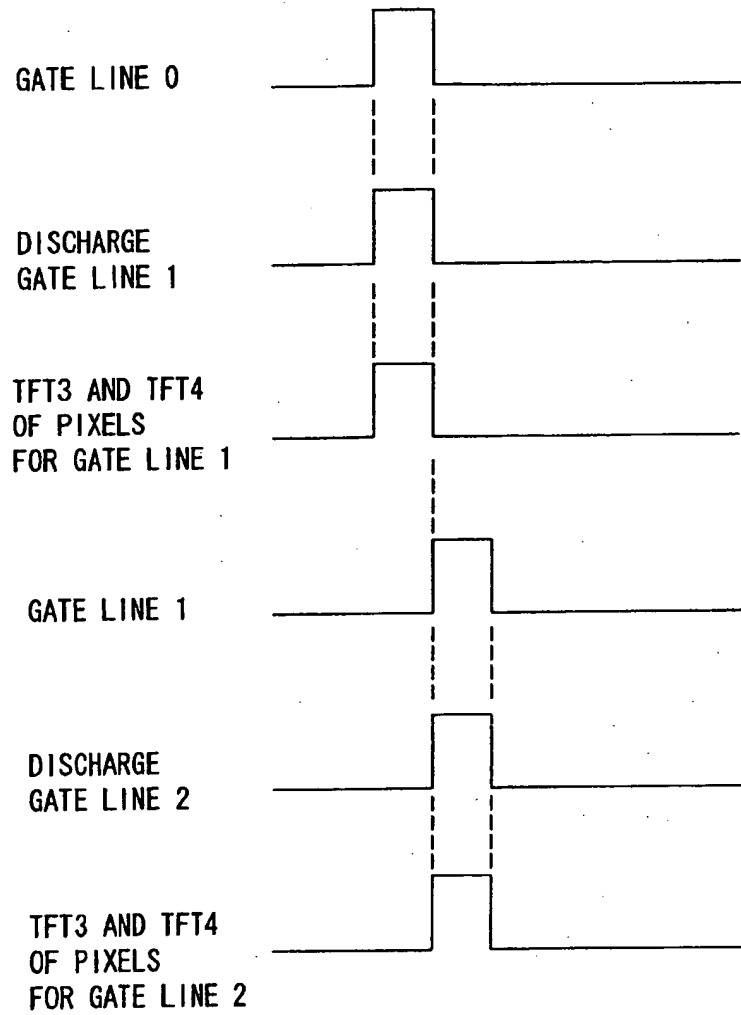 GATE LINE 0
DISCHARGE
GATE LINE 1
TFT3 AND TFT4
OF PIXELS
FOR GATE LINE 1
GATE LINE 1
DISCHARGE
GATE LINE 2
TFT3 AND TFT4
OF PIXELS
FOR GATE LINE 2